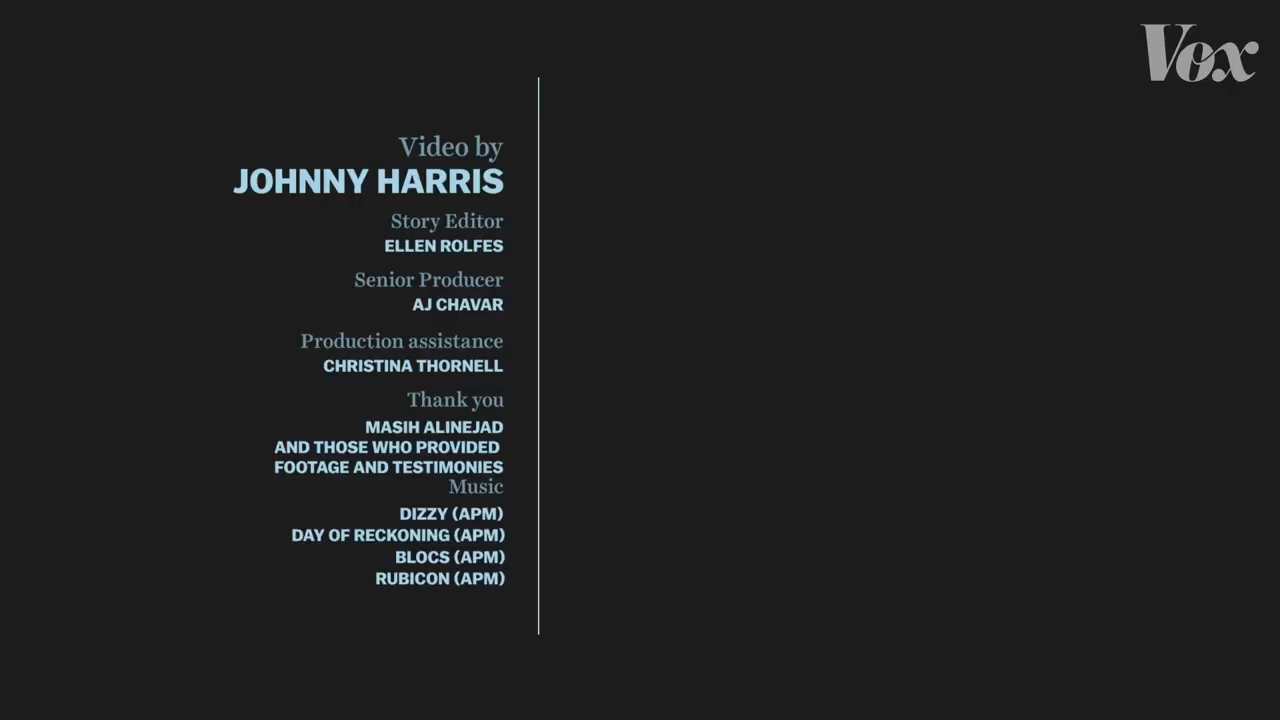 Vox
Video by
JOHNNY HARRIS
Story Editor
ELLEN ROLFES
Senior Producer
AJ CHAVAR
Production assistance
CHRISTINA THORNELL
Thank you
MASIH ALINEJAD
AND THOSE WHO PROVIDED
FOOTAGE AND TESTIMONIES
Music
DIZZY (APM)
DAY OF RECKONING (APM)
BLOCS (APM)
RUBICON (APM)